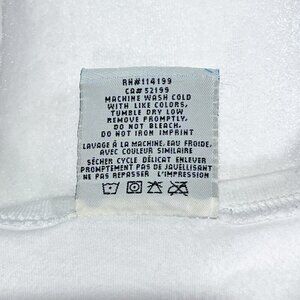 RN#114199
CA#52199
MACHINE WASH COLD
WITH LIKE COLORS,
TUMBLE DRY LOW
REMOVE PROMPTLY.
DO NOT BLEACH.
DO NOT IRON IMPRINT
LAVAGE À LA MACHINE, EAU FROIDE,
AVEC COULEUR SIMILAIRE
SÉCHER CYCLE DÉLICAT ENLEVER
PROMPTEMENT PAS DE JAVELLISANT
NE PAS REPASSER L'IMPRIMER